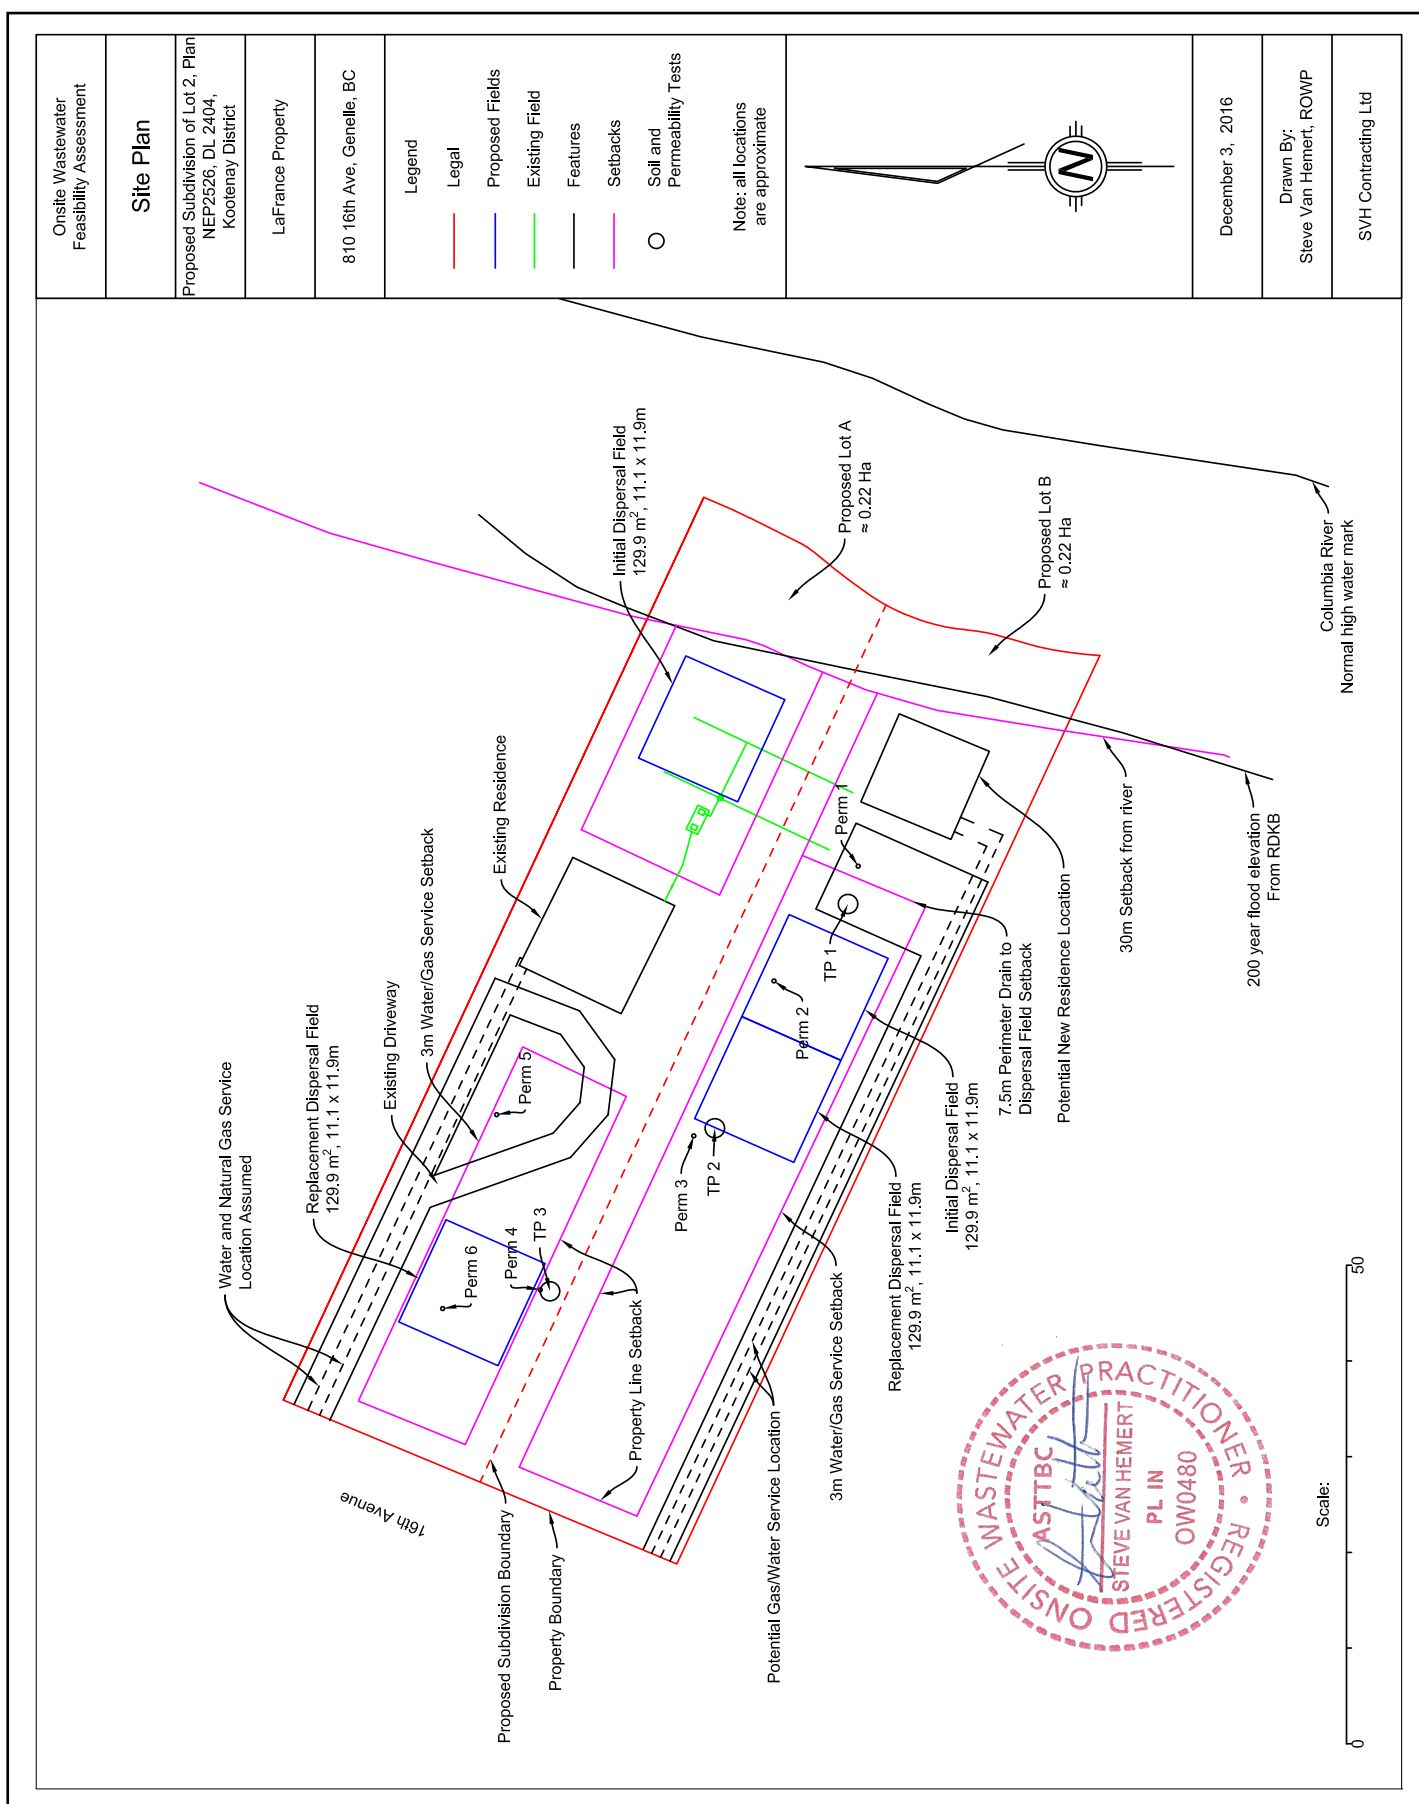 Onsite Wastewater
Feasibility Assessment
Site Plan
Proposed Subdivision of Lot 2, Plan
NEP2526, DL 2404,
Kootenay District
LaFrance Property
810 16th Ave, Genelle, BC
Legend
Legal
Proposed Fields
Existing Field
Features
Setbacks
Soil and
Permeability Tests
Note: all locations
are approximate
N
December 3, 2016
Drawn By:
Steve Van Hemert, ROWP
SVH Contracting Ltd
Water and Natural Gas Service
Location Assumed
Replacement Dispersal Field
129.9 m², 11.1 x 11.9m
Existing Driveway
3m Water/Gas Service Setback
Existing Residence
Initial Dispersal Field
129.9 m², 11.1 x 11.9m
Proposed Lot A
≈ 0.22 Ha
Proposed Lot B
≈ 0.22 Ha
Columbia River
Normal high water mark
200 year flood elevation
From RDKB
30m Setback from river
Potential New Residence Location
7.5m Perimeter Drain to
Dispersal Field Setback
Initial Dispersal Field
129.9 m², 11.1 x 11.9m
Replacement Dispersal Field
129.9 m², 11.1 x 11.9m
3m Water/Gas Service Setback
Potential Gas/Water Service Location
Property Line Setback
Property Boundary
Proposed Subdivision Boundary
16th Avenue
Perm 6
Perm 4
TP 3
Perm 5
Perm 3
TP 2
Perm 2
TP 1
Perm 1
REGISTERED ONSITE WASTEWATER PRACTITIONER
ASTTBC
STEVE VAN HEMERT
PL IN
OW0480
Scale:
0
50